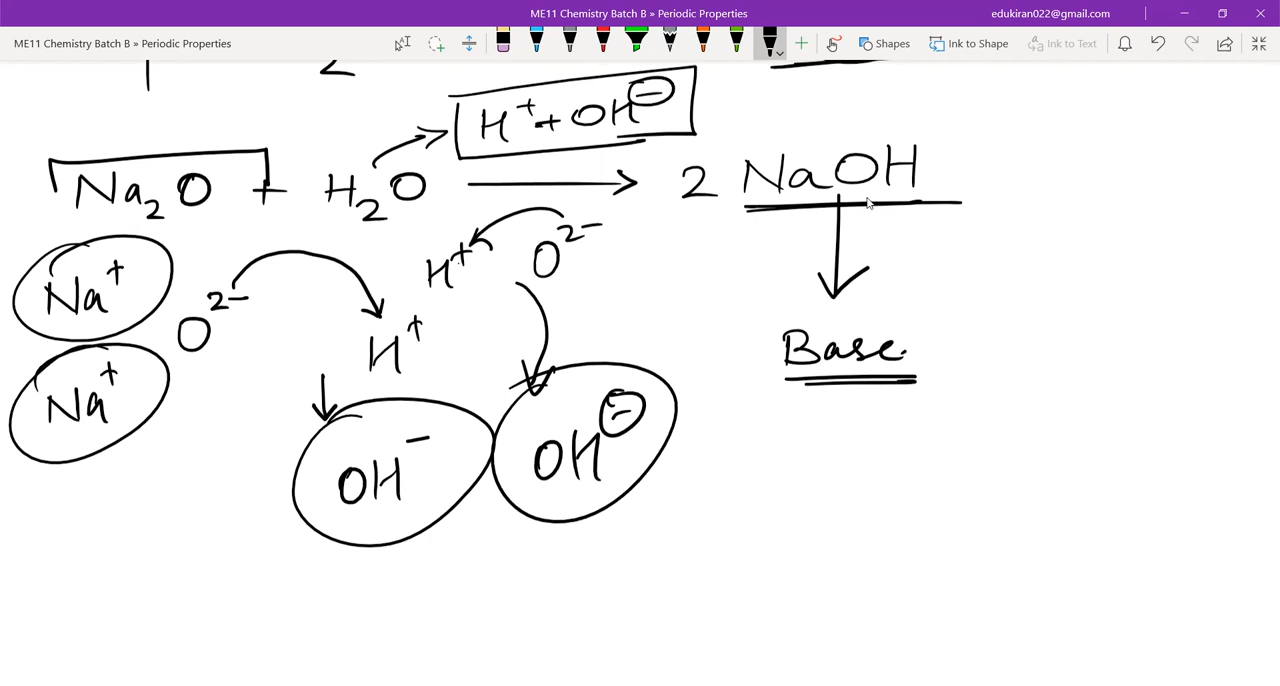 ME11 Chemistry Batch B » Periodic Properties
edukiran022@gmail.com
ME11 Chemistry Batch B » Periodic Properties
Shapes
Ink to Shape
Ink to Text
H⁺ + OH⊖
Na₂O + H₂O → 2 NaOH
H⁺ O²⁻
Na⁺ O²⁻ H⁺
Base
Na⁺
OH⁻ OH⊖